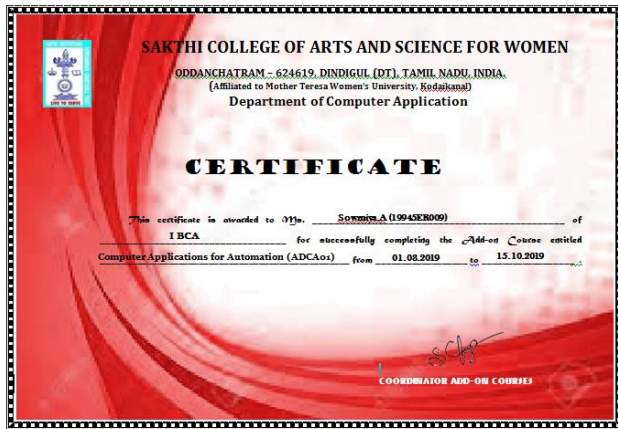 SAKTHI COLLEGE OF ARTS AND SCIENCE FOR WOMEN
ODDANCHATRAM – 624619, DINDIGUL (DT), TAMIL NADU, INDIA.
(Affiliated to Mother Teresa Women's University, Kodaikanal)
Department of Computer Application
CERTIFICATE
This certificate is awarded to Ms. Sowmiya.A (19945ER009) of
I BCA for successfully completing the Add-on Course entitled
Computer Applications for Automation (ADCA01) from 01.08.2019 to 15.10.2019.
COORDINATOR ADD-ON COURSES
LIVE TO SERVE